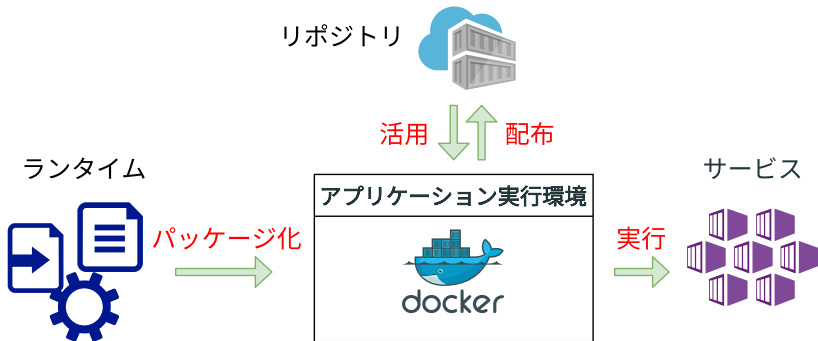 リポジトリ
活用
配布
ランタイム
サービス
アプリケーション実行環境
パッケージ化
実行
docker